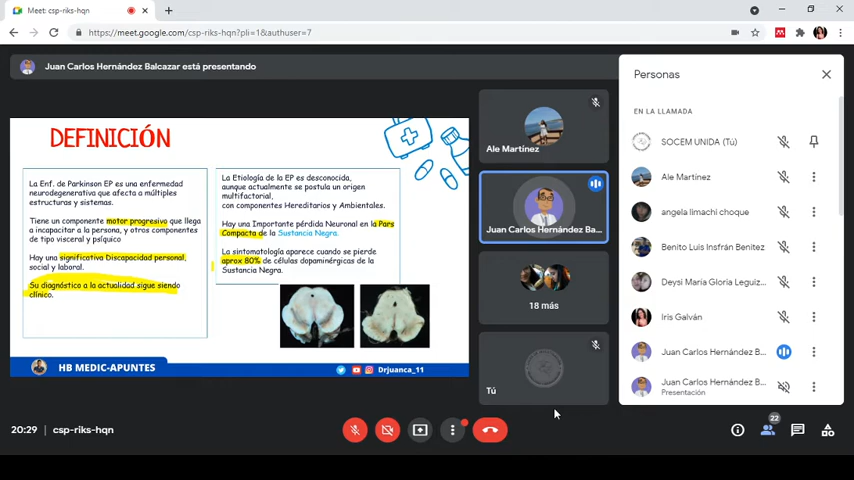 Meet: csp-riks-hqn
https://meet.google.com/csp-riks-hqn?pli=1&authuser=7
Juan Carlos Hernández Balcazar está presentando
DEFINICIÓN
La Enf. de Parkinson EP es una enfermedad
neurodegenerativa que afecta a múltiples
estructuras y sistemas.
Tiene un componente motor progresivo que llega
a incapacitar a la persona, y otros componentes
de tipo visceral y psíquico
Hay una significativa Discapacidad personal,
social y laboral.
Su diagnóstico a la actualidad sigue siendo
clínico.
La Etiología de la EP es desconocida,
aunque actualmente se postula un origen
multifactorial,
con componentes Hereditarios y Ambientales.
Hay una Importante pérdida Neuronal en la Pars
Compacta de la Sustancia Negra.
La sintomatología aparece cuando se pierde
aprox 80% de células dopaminérgicas de la
Sustancia Negra.
HB MEDIC-APUNTES
Drjuanca_11
Ale Martínez
Juan Carlos Hernández Ba...
18 más
Tú
Personas
EN LA LLAMADA
SOCEM UNIDA (Tú)
Ale Martínez
angela limachi choque
Benito Luis Insfrán Benitez
Deysi María Gloria Leguiz...
Iris Galván
Juan Carlos Hernández B...
Juan Carlos Hernández B...
Presentación
20:29
csp-riks-hqn
22